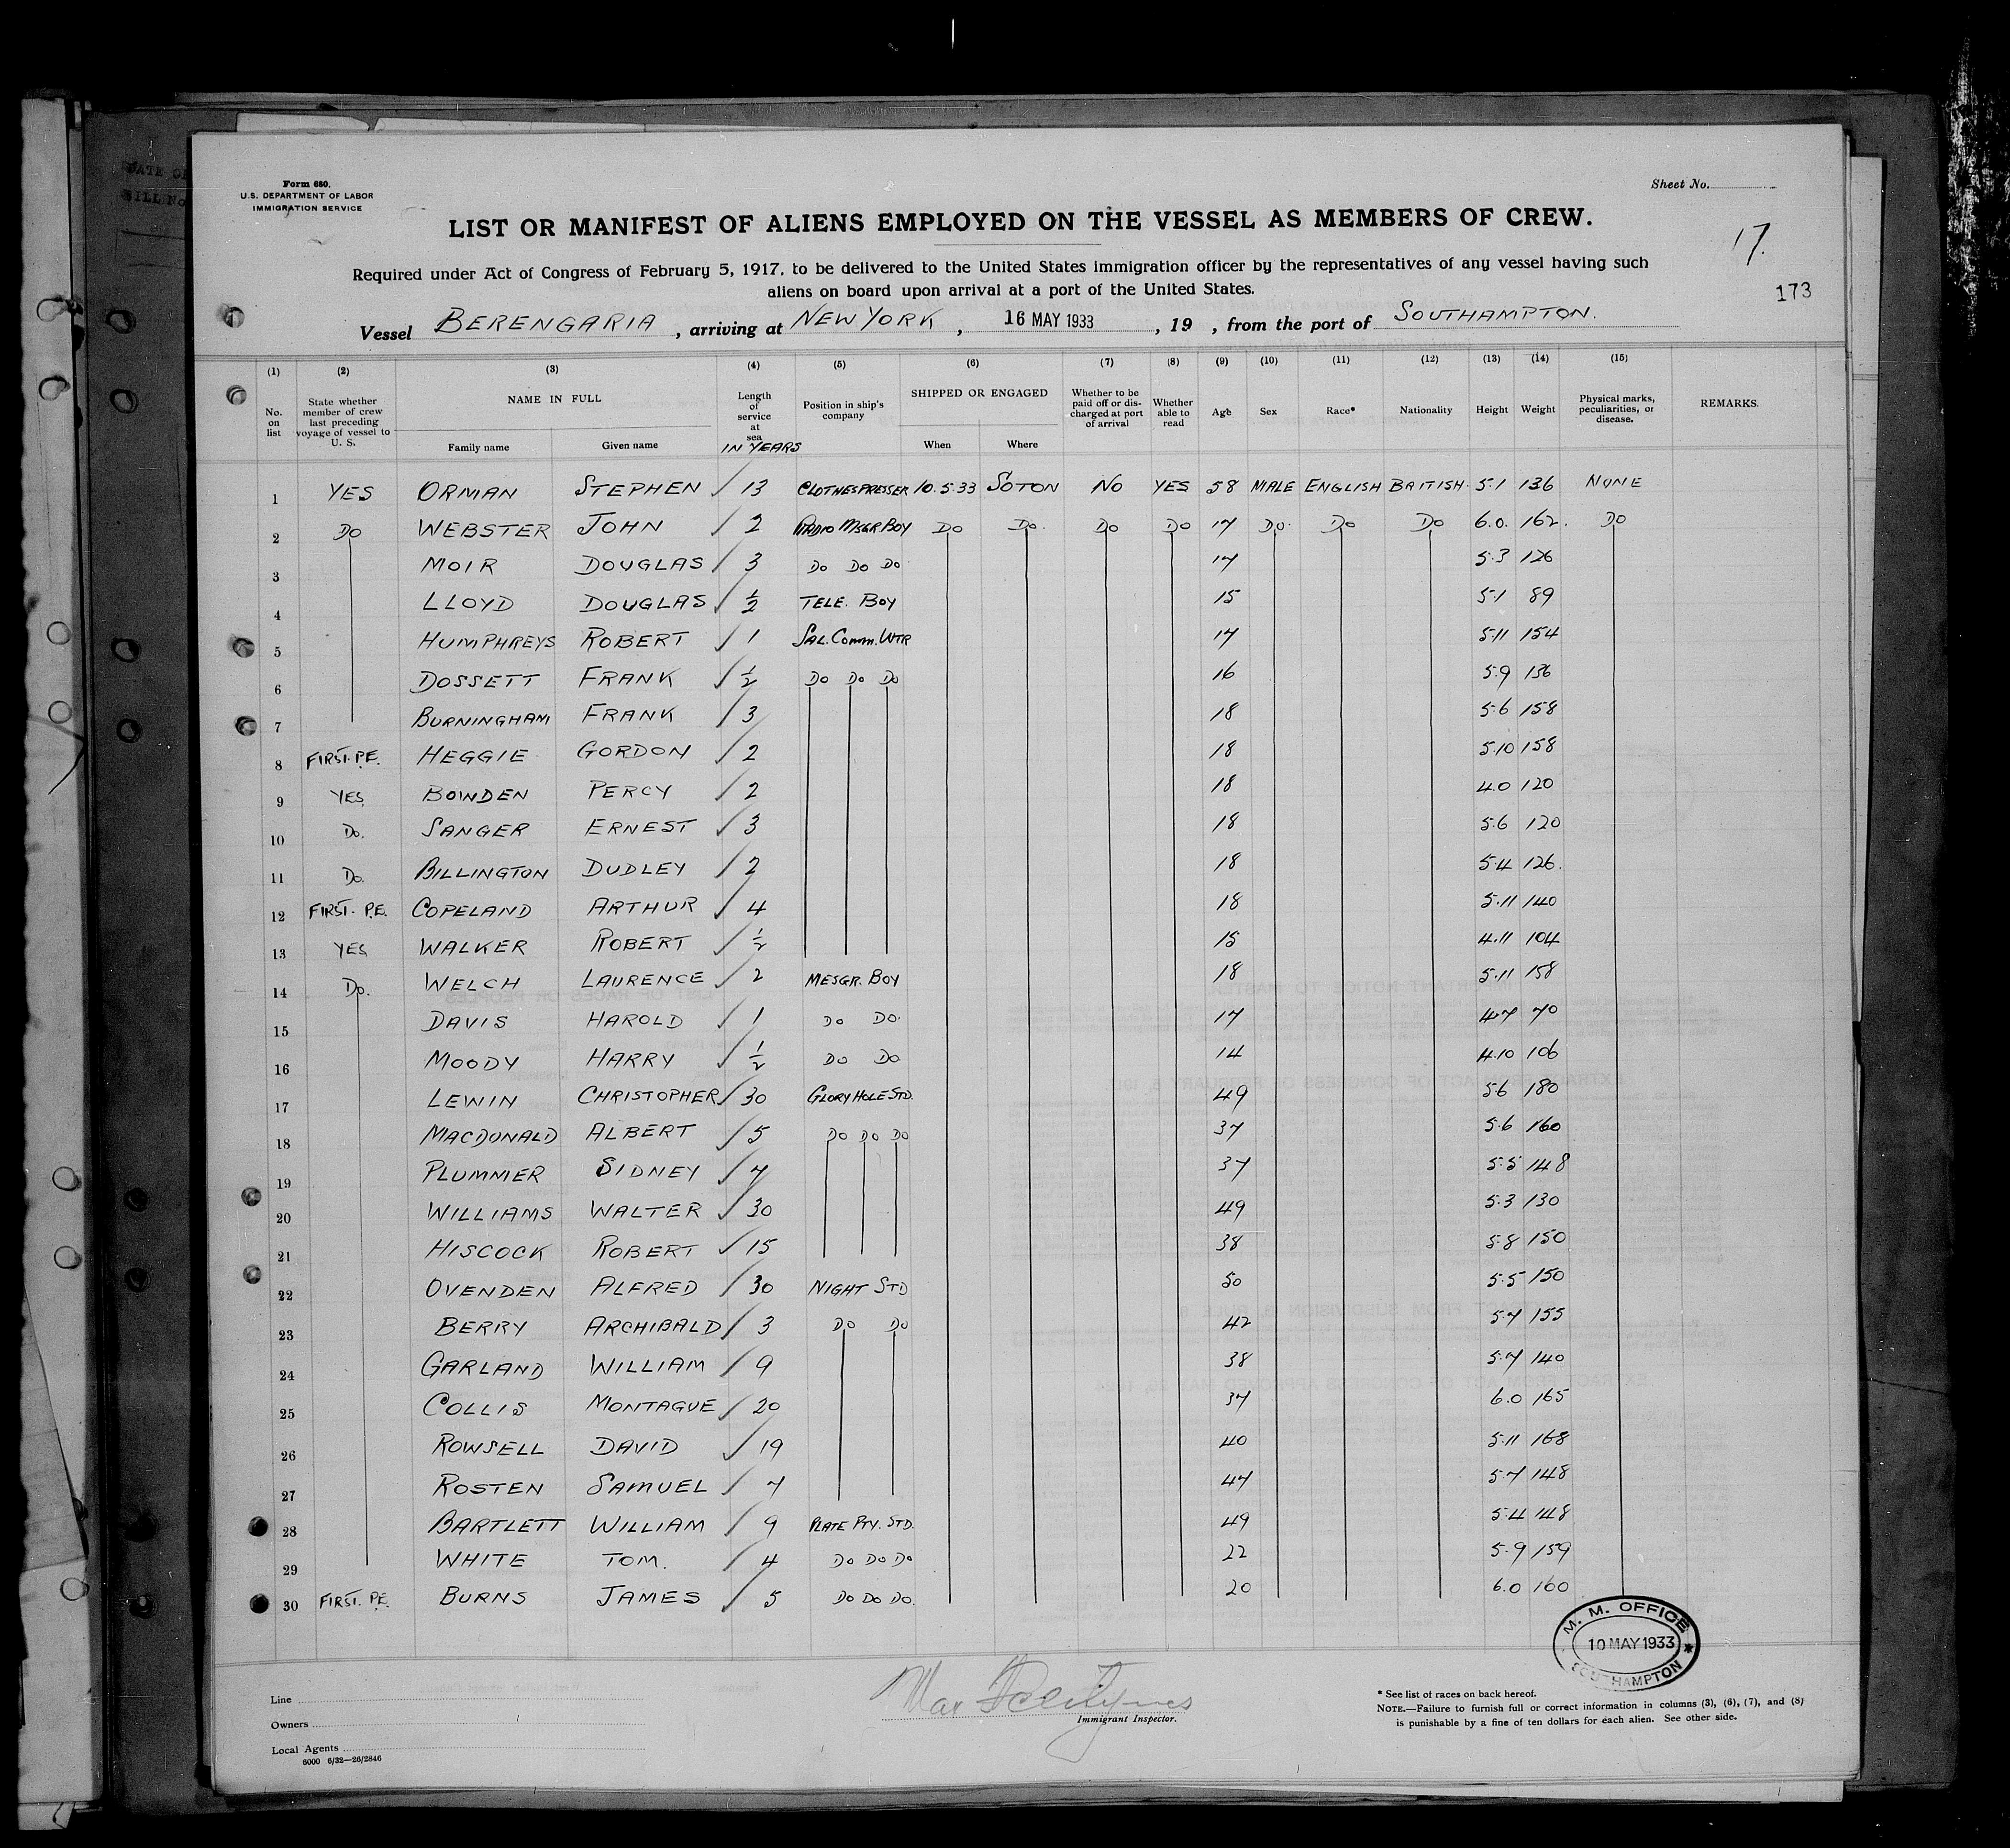 DATE OF
BILL No
Form 680.
U.S. DEPARTMENT OF LABOR
IMMIGRATION SERVICE
Sheet No.
LIST OR MANIFEST OF ALIENS EMPLOYED ON THE VESSEL AS MEMBERS OF CREW.
17.
Required under Act of Congress of February 5, 1917, to be delivered to the United States immigration officer by the representatives of any vessel having such
aliens on board upon arrival at a port of the United States.
173
Vessel BERENGARIA, arriving at NEW YORK, 16 MAY 1933, 19 , from the port of SOUTHAMPTON.
(1) (2) (3) (4) (5) (6) (7) (8) (9) (10) (11) (12) (13) (14) (15)
No. on list State whether member of crew last preceding voyage of vessel to U. S. NAME IN FULL Family name Given name Length of service at sea IN YEARS Position in ship's company SHIPPED OR ENGAGED When Where Whether to be paid off or discharged at port of arrival Whether able to read Age Sex Race* Nationality Height Weight Physical marks, peculiarities, or disease. REMARKS.
1 YES ORMAN STEPHEN 13 CLOTHES PRESSER 10.5.33 SOTON NO YES 58 MALE ENGLISH BRITISH 5.1 136 NONE
2 DO WEBSTER JOHN 2 RADIO MSGR BOY DO DO. DO DO 17 DO. DO DO 6.0. 162. DO
3 MOIR DOUGLAS 3 DO DO DO 17 5.3 126
4 LLOYD DOUGLAS ½ TELE. BOY 15 5.1 89
5 HUMPHREYS ROBERT 1 SAL. COMM. WTR 17 5.11 154
6 DOSSETT FRANK ½ DO DO DO 16 5.9 136
7 BURNINGHAM FRANK 3 18 5.6 158
8 FIRST. P.E. HEGGIE GORDON 2 18 5.10 158
9 YES BOWDEN PERCY 2 18 4.0 120
10 DO. SANGER ERNEST 3 18 5.6 120
11 DO. BILLINGTON DUDLEY 2 18 5.4 126.
12 FIRST. P.E. COPELAND ARTHUR 4 18 5.11 140
13 YES WALKER ROBERT ½ 15 4.11 104
14 DO. WELCH LAURENCE 2 MESGR. BOY 18 5.11 158
15 DAVIS HAROLD 1 DO DO. 17 4.7 70
16 MOODY HARRY ½ DO DO 14 4.10 106
17 LEWIN CHRISTOPHER 30 GLORY HOLE STD. 49 5.6 180
18 MACDONALD ALBERT 5 DO DO DO 37 5.6 160
19 PLUMMER SIDNEY 7 37 5.5 148
20 WILLIAMS WALTER 30 49 5.3 130
21 HISCOCK ROBERT 15 38 5.8 150
22 OVENDEN ALFRED 30 NIGHT STD 50 5.5 150
23 BERRY ARCHIBALD 3 DO DO 42 5.7 155
24 GARLAND WILLIAM 9 38 5.7 140
25 COLLIS MONTAGUE 20 37 6.0 165
26 ROWSELL DAVID 19 40 5.11 168
27 ROSTEN SAMUEL 7 47 5.7 148
28 BARTLETT WILLIAM 9 PLATE PTY. STD. 49 5.4 148
29 WHITE TOM. 4 DO DO DO 22 5.9 159
30 FIRST. P.E. BURNS JAMES 5 DO DO DO. 20 6.0 160
M. M. OFFICE
10 MAY 1933
SOUTHAMPTON
Line
Owners
Local Agents
6000 6/32—26/2846
Max
Immigrant Inspector.
* See list of races on back hereof.
NOTE.—Failure to furnish full or correct information in columns (3), (6), (7), and (8)
is punishable by a fine of ten dollars for each alien. See other side.